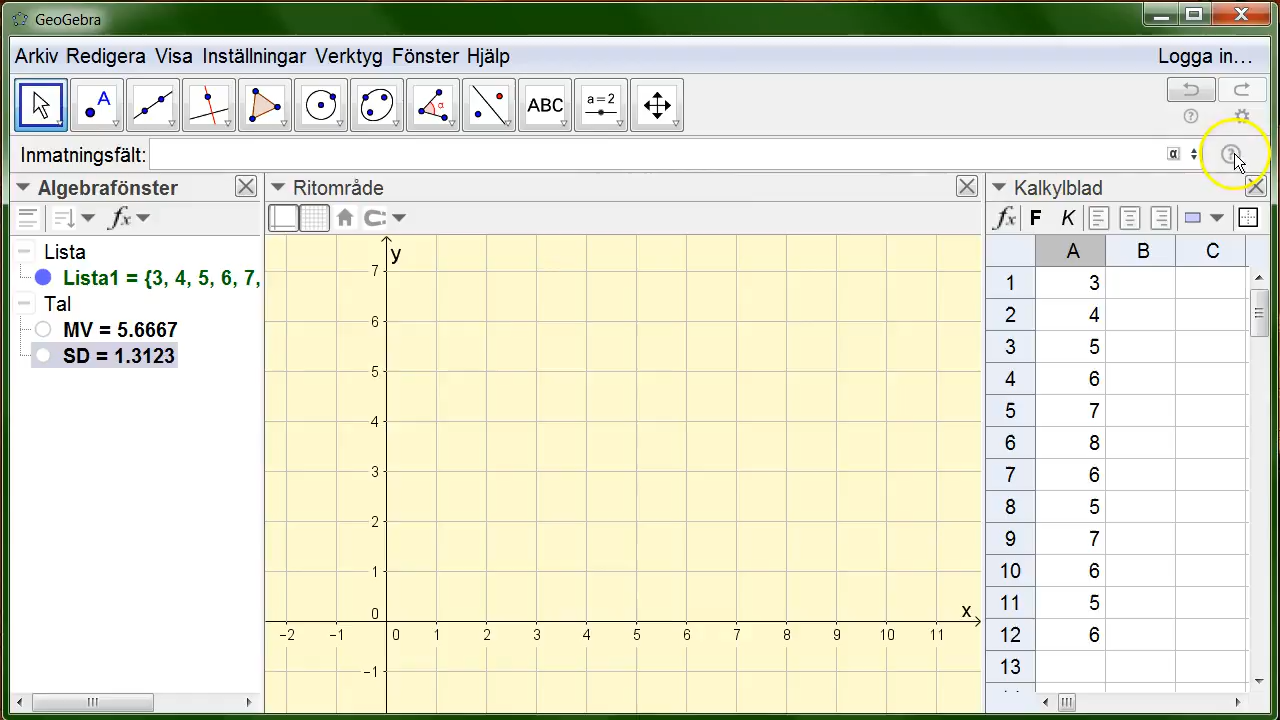 GeoGebra
Arkiv Redigera Visa Inställningar Verktyg Fönster Hjälp Logga in...
A α ABC a=2
Inmatningsfält: α
Algebrafönster Ritområde Kalkylblad
fx fx F K
Lista
Lista1 = {3, 4, 5, 6, 7,
Tal
MV = 5.6667
SD = 1.3123
y
7
6
5
4
3
2
1
0
x
-2 -1 0 1 2 3 4 5 6 7 8 9 10 11
-1
A B C
1 3
2 4
3 5
4 6
5 7
6 8
7 6
8 5
9 7
10 6
11 5
12 6
13